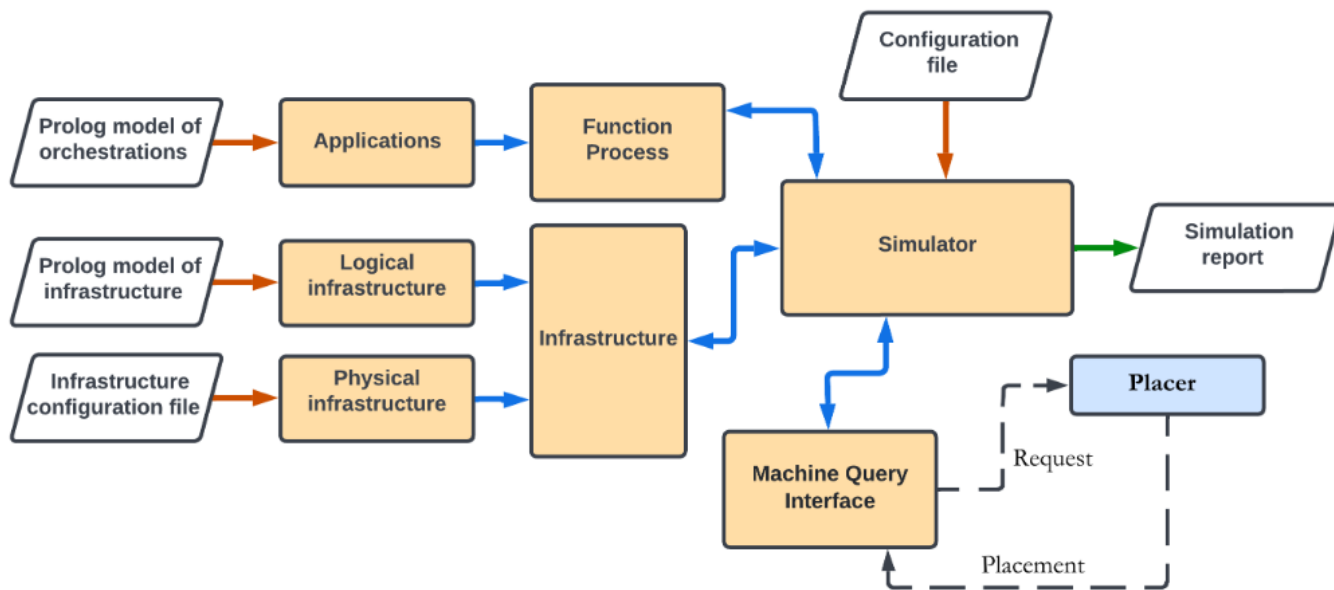 Configuration
file
Prolog model of
orchestrations
Applications
Function
Process
Prolog model of
infrastructure
Logical
infrastructure
Infrastructure
Simulator
Simulation
report
Infrastructure
configuration file
Physical
infrastructure
Placer
Machine Query
Interface
Request
Placement